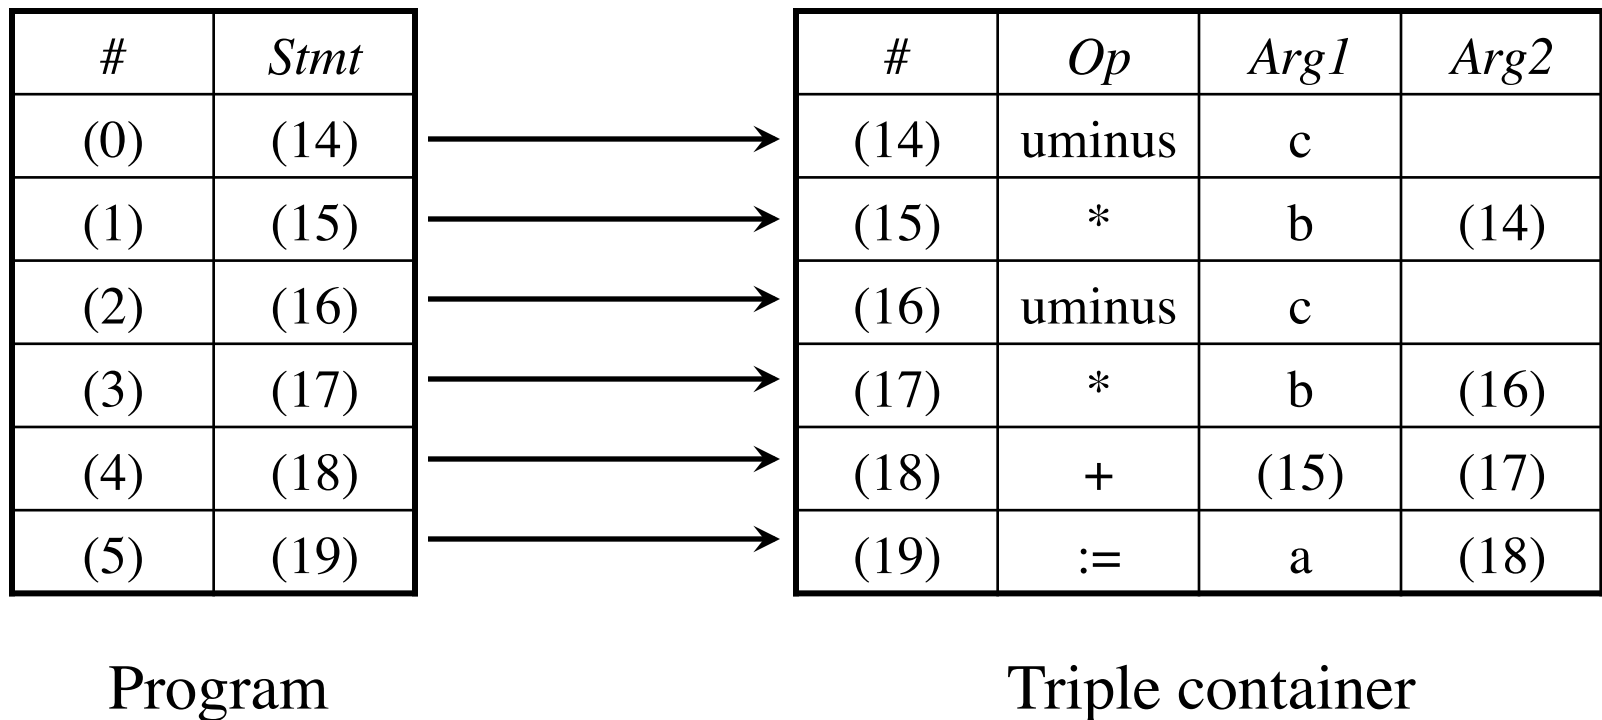 # Stmt # Op Arg1 Arg2
(0) (14) (14) uminus c
(1) (15) (15) * b (14)
(2) (16) (16) uminus c
(3) (17) (17) * b (16)
(4) (18) (18) + (15) (17)
(5) (19) (19) := a (18)
Program Triple container